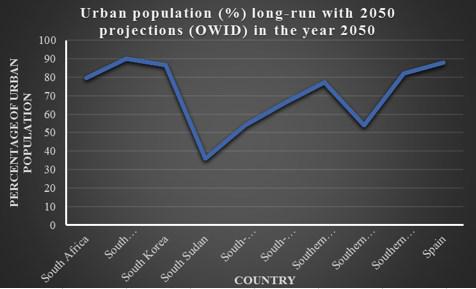 Urban population (%) long-run with 2050
projections (OWID) in the year 2050
PERCENTAGE OF URBAN
POPULATION
100
90
80
70
60
50
40
30
20
10
0
South Africa
South…
South Korea
South Sudan
South-…
South-…
Southern…
Southern…
Southern…
Spain
COUNTRY